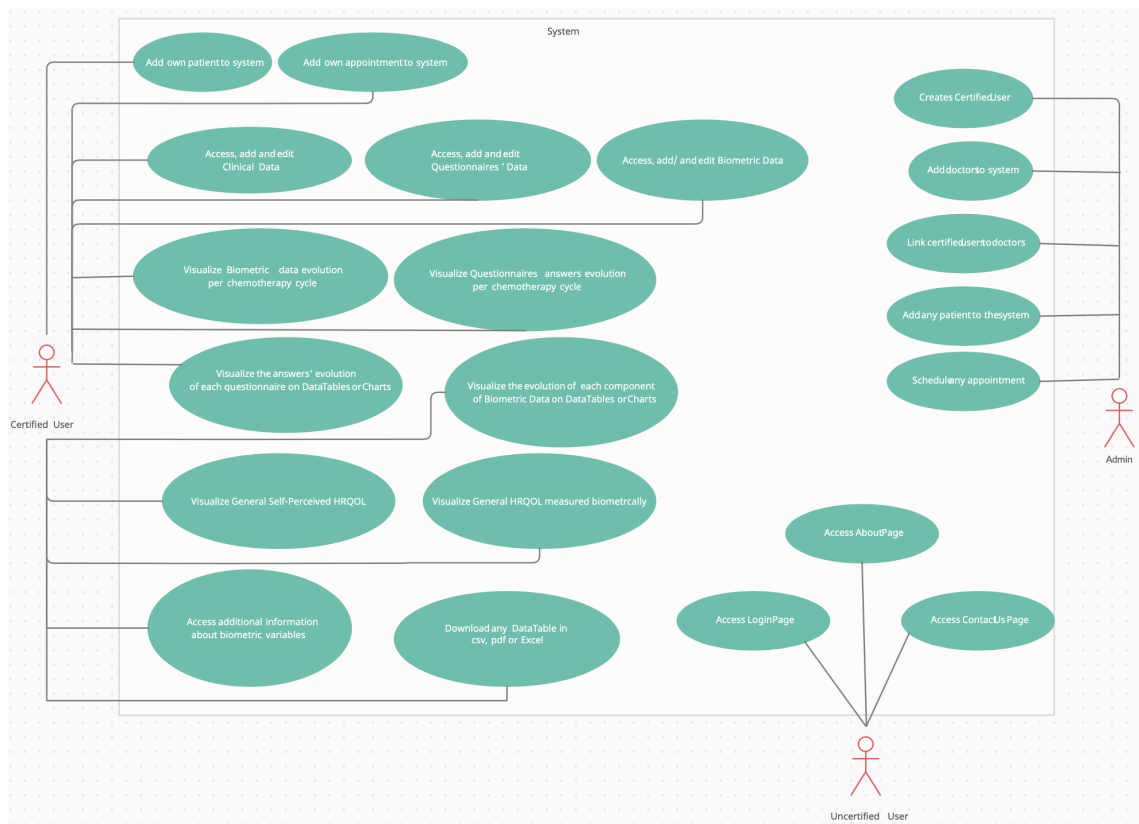 System
Add own patient to system
Add own appointment to system
Creates Certified User
Access, add and edit
Clinical Data
Access, add and edit
Questionnaires ' Data
Access, add/ and edit Biometric Data
Add doctors to system
Link certified users to doctors
Visualize Biometric data evolution
per chemotherapy cycle
Visualize Questionnaires answers evolution
per chemotherapy cycle
Add any patient to the system
Visualize the answers' evolution
of each questionnaire on DataTables or Charts
Visualize the evolution of each component
of Biometric Data on DataTables or Charts
Schedule any appointment
Certified User
Admin
Visualize General Self-Perceived HRQOL
Visualize General HRQOL measured biometrcally
Access About Page
Access additional information
about biometric variables
Download any DataTable in
csv, pdf or Excel
Access Login Page
Access Contact Us Page
Uncertified User